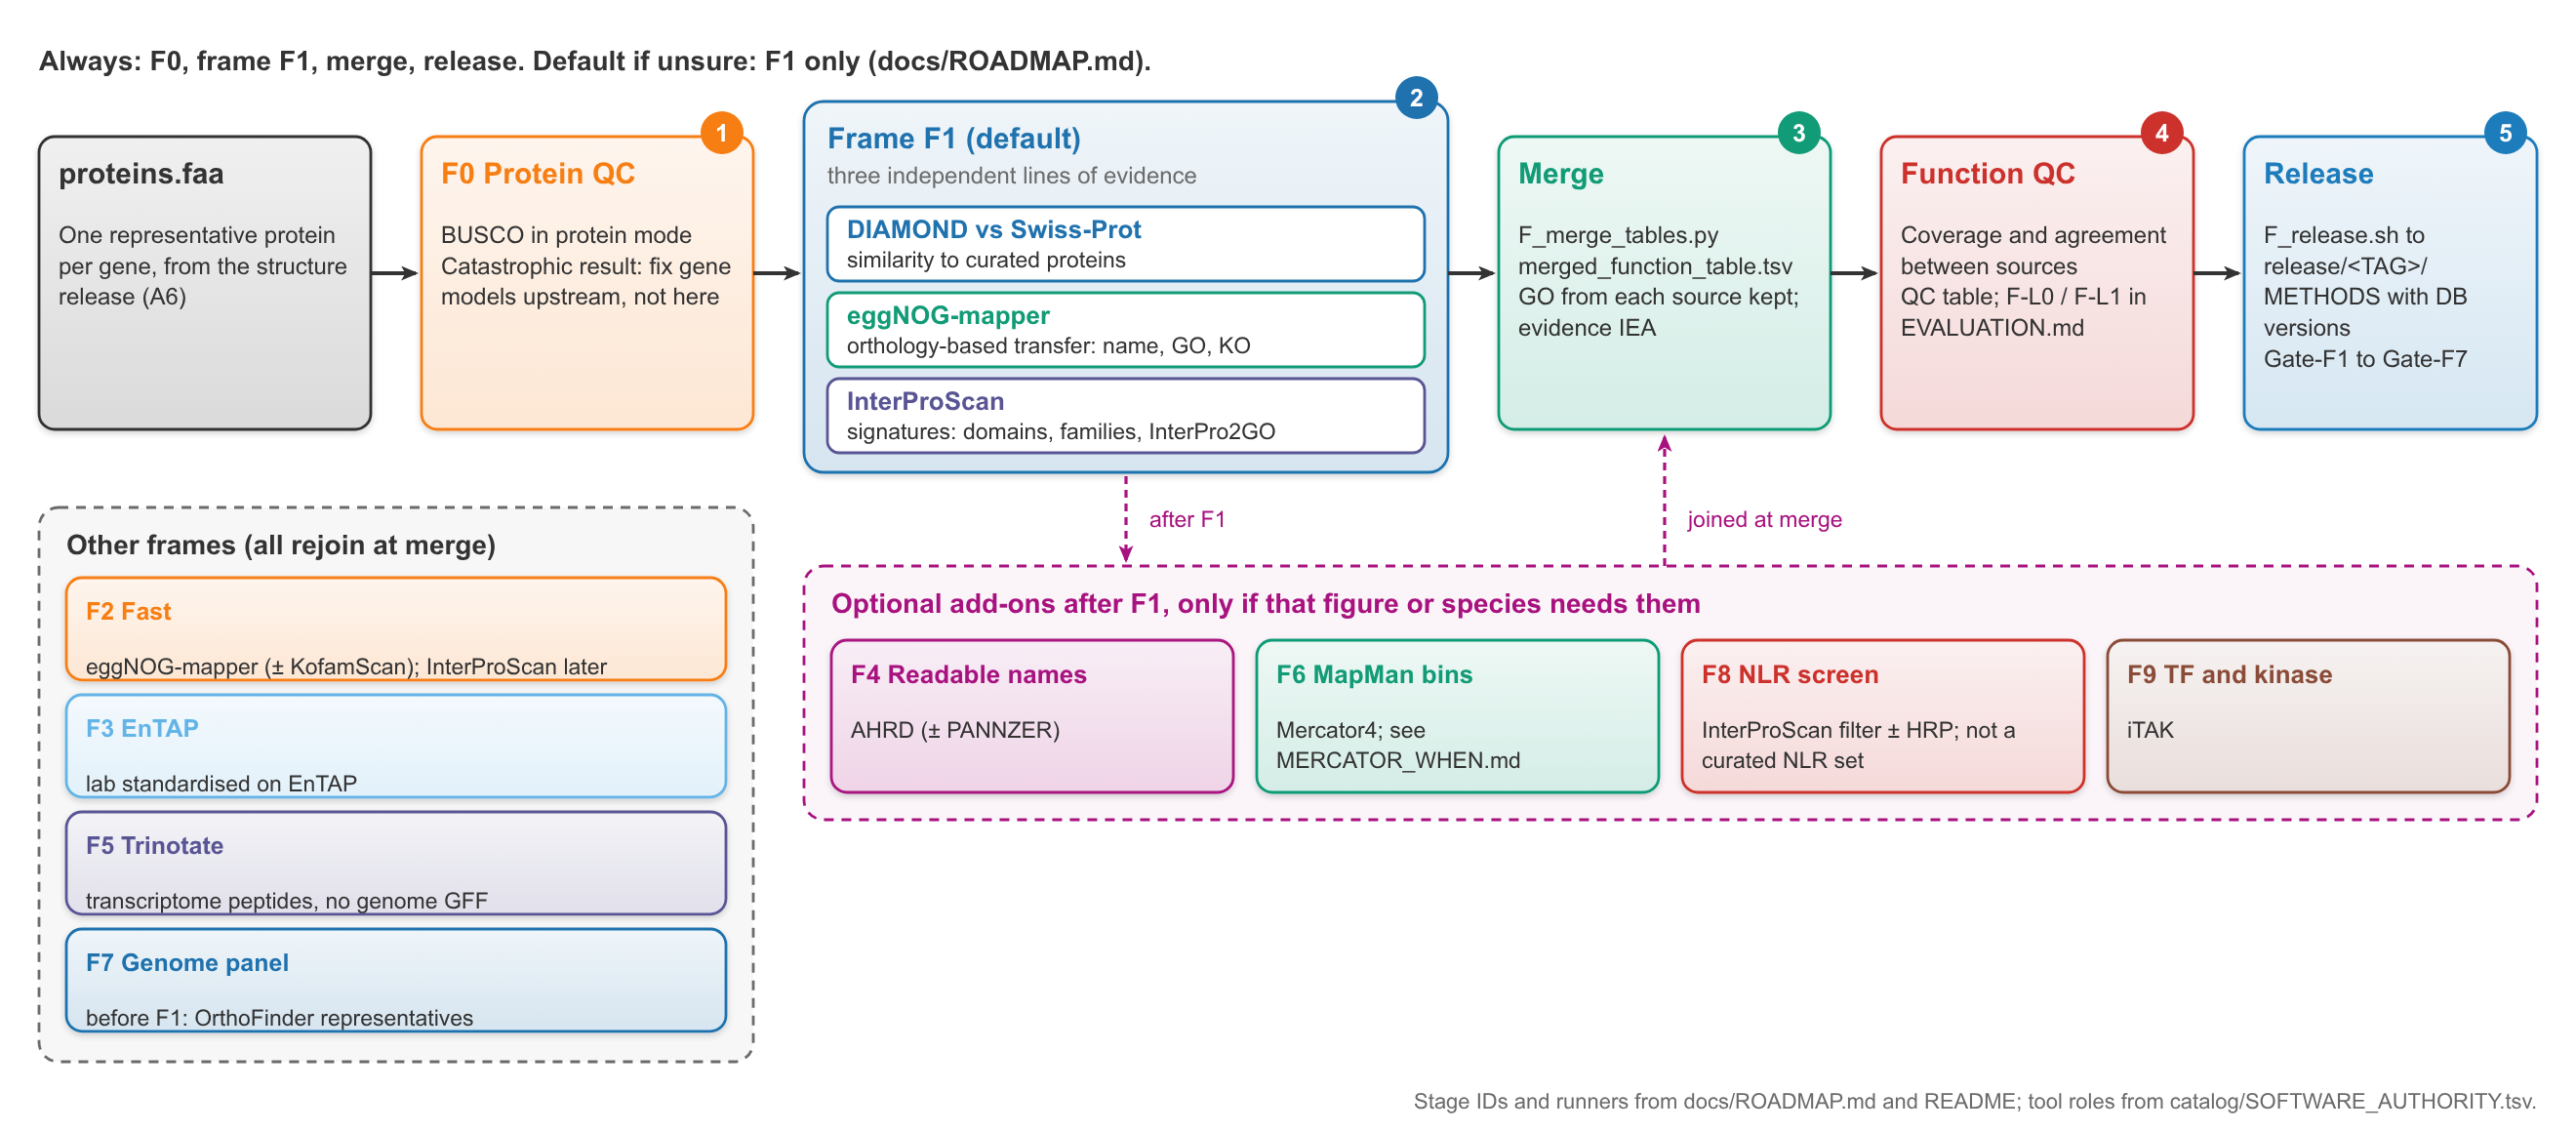 Always: F0, frame F1, merge, release. Default if unsure: F1 only (docs/ROADMAP.md).
proteins.faa
One representative protein
per gene, from the structure
release (A6)
1
F0 Protein QC
BUSCO in protein mode
Catastrophic result: fix gene
models upstream, not here
2
Frame F1 (default)
three independent lines of evidence
DIAMOND vs Swiss-Prot
similarity to curated proteins
eggNOG-mapper
orthology-based transfer: name, GO, KO
InterProScan
signatures: domains, families, InterPro2GO
3
Merge
F_merge_tables.py
merged_function_table.tsv
GO from each source kept;
evidence IEA
4
Function QC
Coverage and agreement
between sources
QC table; F-L0 / F-L1 in
EVALUATION.md
5
Release
F_release.sh to
release/<TAG>/
METHODS with DB
versions
Gate-F1 to Gate-F7
after F1
joined at merge
Other frames (all rejoin at merge)
F2 Fast
eggNOG-mapper (± KofamScan); InterProScan later
F3 EnTAP
lab standardised on EnTAP
F5 Trinotate
transcriptome peptides, no genome GFF
F7 Genome panel
before F1: OrthoFinder representatives
Optional add-ons after F1, only if that figure or species needs them
F4 Readable names
AHRD (± PANNZER)
F6 MapMan bins
Mercator4; see
MERCATOR_WHEN.md
F8 NLR screen
InterProScan filter ± HRP; not a
curated NLR set
F9 TF and kinase
iTAK
Stage IDs and runners from docs/ROADMAP.md and README; tool roles from catalog/SOFTWARE_AUTHORITY.tsv.